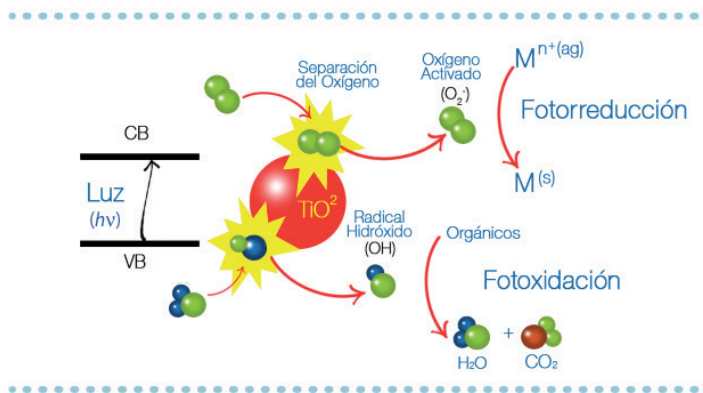 Separación
del Oxígeno
Oxígeno
Activado
(O₂⁻)
Mⁿ⁺(ag)
Fotorreducción
M(s)
CB
Luz
(hν)
VB
TiO²
Radical
Hidróxido
(OH)
Orgánicos
Fotoxidación
+
H₂O
CO₂